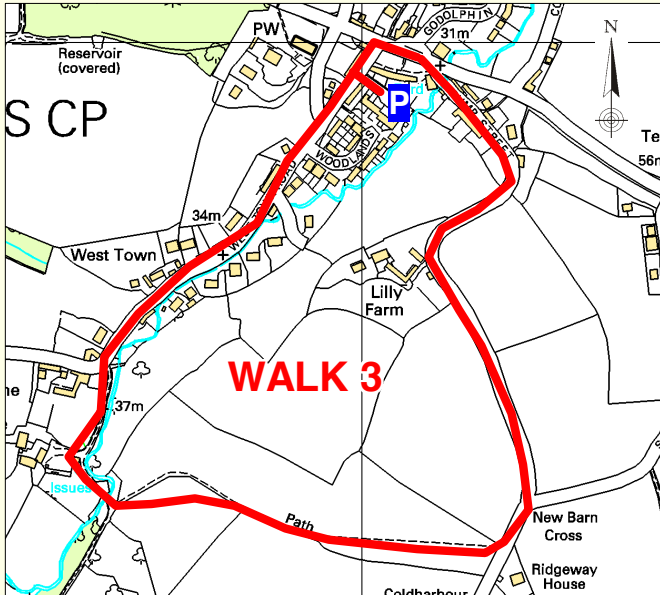 PW
GODOLPHIN
31m
N
Reservoir
(covered)
P
S CP
WOODLANDS
Te
56m
34m
West Town
Lilly
Farm
WALK 3
37m
Issues
Path
New Barn
Cross
Ridgeway
House
Coldharbour